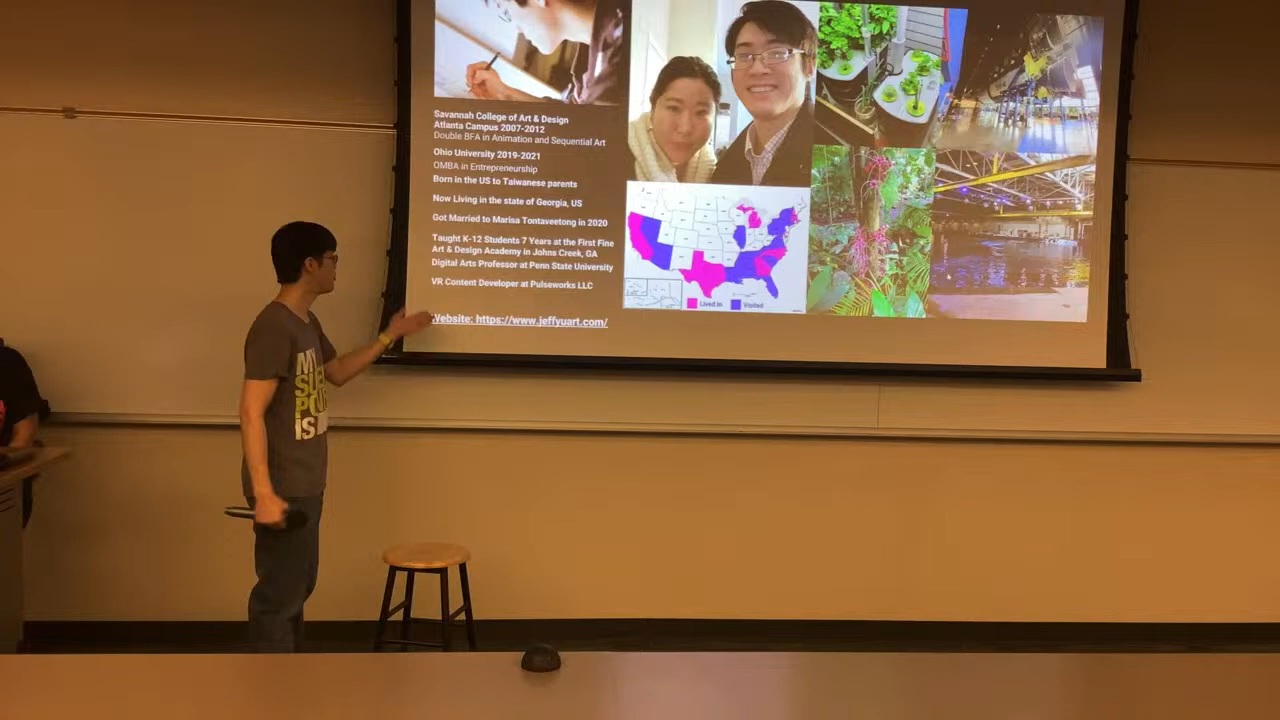 Savannah College of Art & Design
Atlanta Campus 2007-2012
Double BFA in Animation and Sequential Art
Ohio University 2019-2021
OMBA in Entrepreneurship
Born in the US to Taiwanese parents
Now Living in the state of Georgia, US
Got Married to Marisa Tontaveetong in 2020
Taught K-12 Students 7 Years at the First Fine
Art & Design Academy in Johns Creek, GA
Digital Arts Professor at Penn State University
VR Content Developer at Pulseworks LLC
Website: https://www.jeffyuart.com/
Lived In Visited
MY
IS